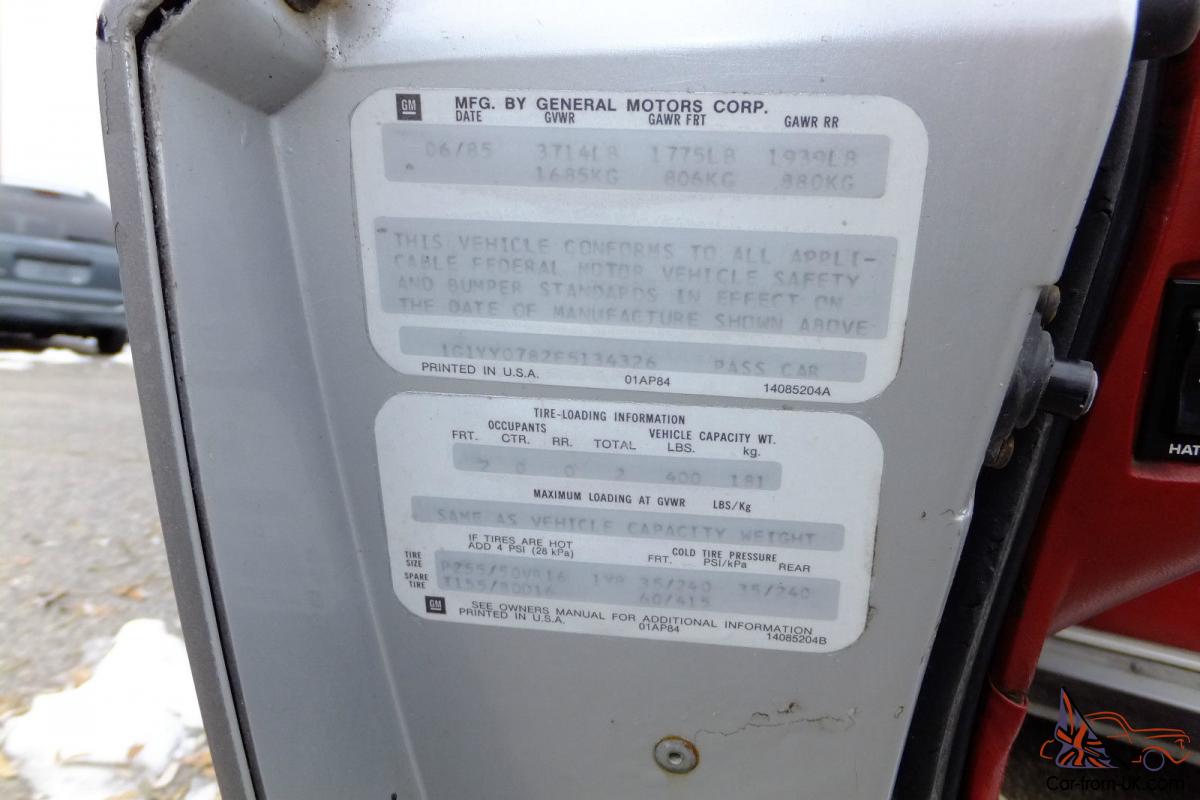 GM MFG. BY GENERAL MOTORS CORP.
DATE GVWR GAWR FRT GAWR RR
06/85 3714LB 1775LB 1939LB
1685KG 806KG 880KG
THIS VEHICLE CONFORMS TO ALL APPLI-
CABLE FEDERAL MOTOR VEHICLE SAFETY
AND BUMPER STANDARDS IN EFFECT ON
THE DATE OF MANUFACTURE SHOWN ABOVE
1G1YY0782F5134326 PASS CAR
PRINTED IN U.S.A. 01AP84 14085204A
TIRE-LOADING INFORMATION
OCCUPANTS VEHICLE CAPACITY WT.
FRT. CTR. RR. TOTAL LBS. kg.
2 0 0 2 400 181
MAXIMUM LOADING AT GVWR LBS/Kg
SAME AS VEHICLE CAPACITY WEIGHT
IF TIRES ARE HOT
ADD 4 PSI (28 kPa)
COLD TIRE PRESSURE
FRT. PSI/kPa REAR
TIRE SIZE P255/50VR16 35/240 35/240
SPARE TIRE T155/80D16 60/415
GM SEE OWNERS MANUAL FOR ADDITIONAL INFORMATION
PRINTED IN U.S.A. 01AP84 14085204B
HAT
Car-from-UK.com